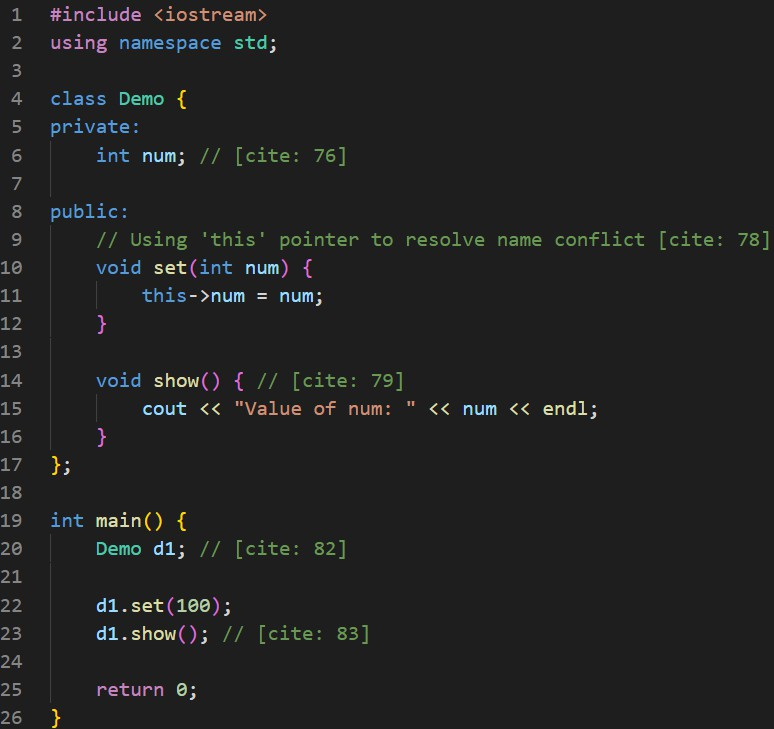 1 #include <iostream>
2 using namespace std;
3
4 class Demo {
5 private:
6     int num; // [cite: 76]
7
8 public:
9     // Using 'this' pointer to resolve name conflict [cite: 78]
10     void set(int num) {
11         this->num = num;
12     }
13
14     void show() { // [cite: 79]
15         cout << "Value of num: " << num << endl;
16     }
17 };
18
19 int main() {
20     Demo d1; // [cite: 82]
21
22     d1.set(100);
23     d1.show(); // [cite: 83]
24
25     return 0;
26 }